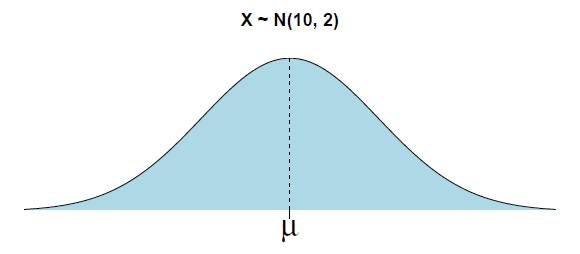 X ~ N(10, 2)
μ